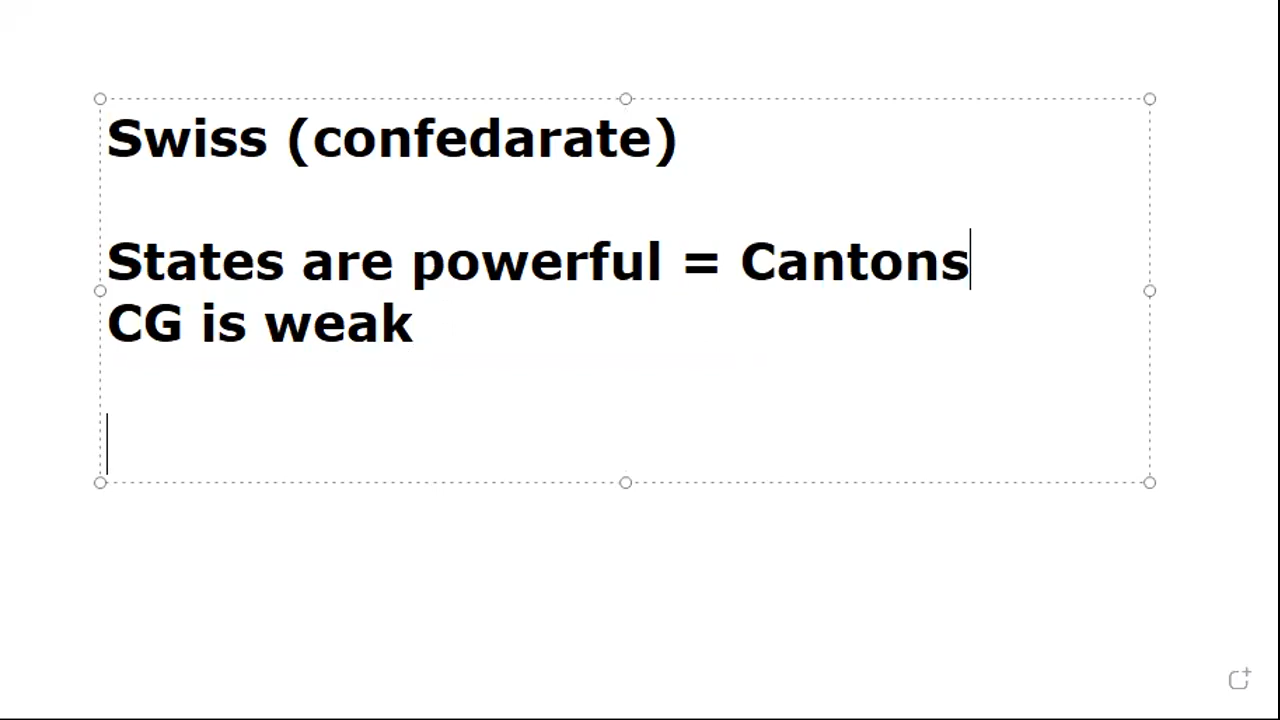 Swiss (confedarate)
States are powerful = Cantons
CG is weak